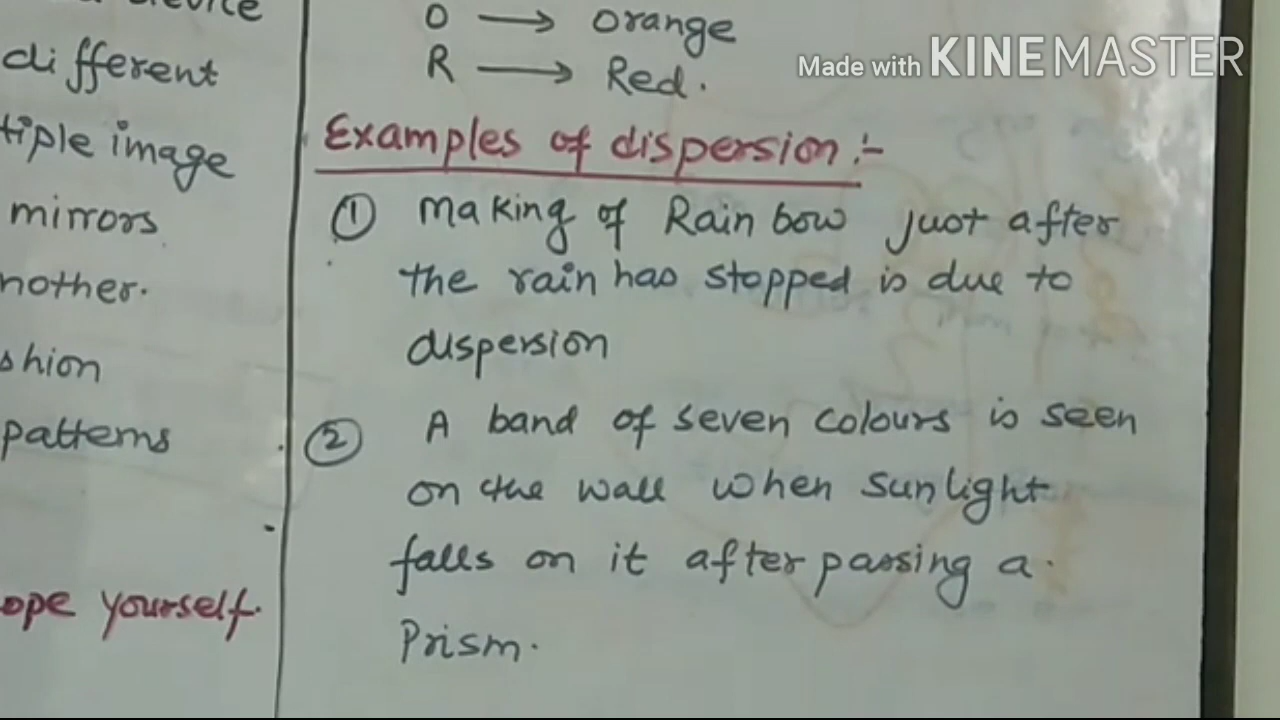 different
tiple image
mirrors
nother.
shion
patterns
ope yourself.
O → Orange
R → Red.
Examples of dispersion :-
① Making of Rain bow just after
the rain has stopped is due to
dispersion
② A band of seven colours is seen
on the wall when sunlight
falls on it after passing a.
Prism.
Made with KINEMASTER